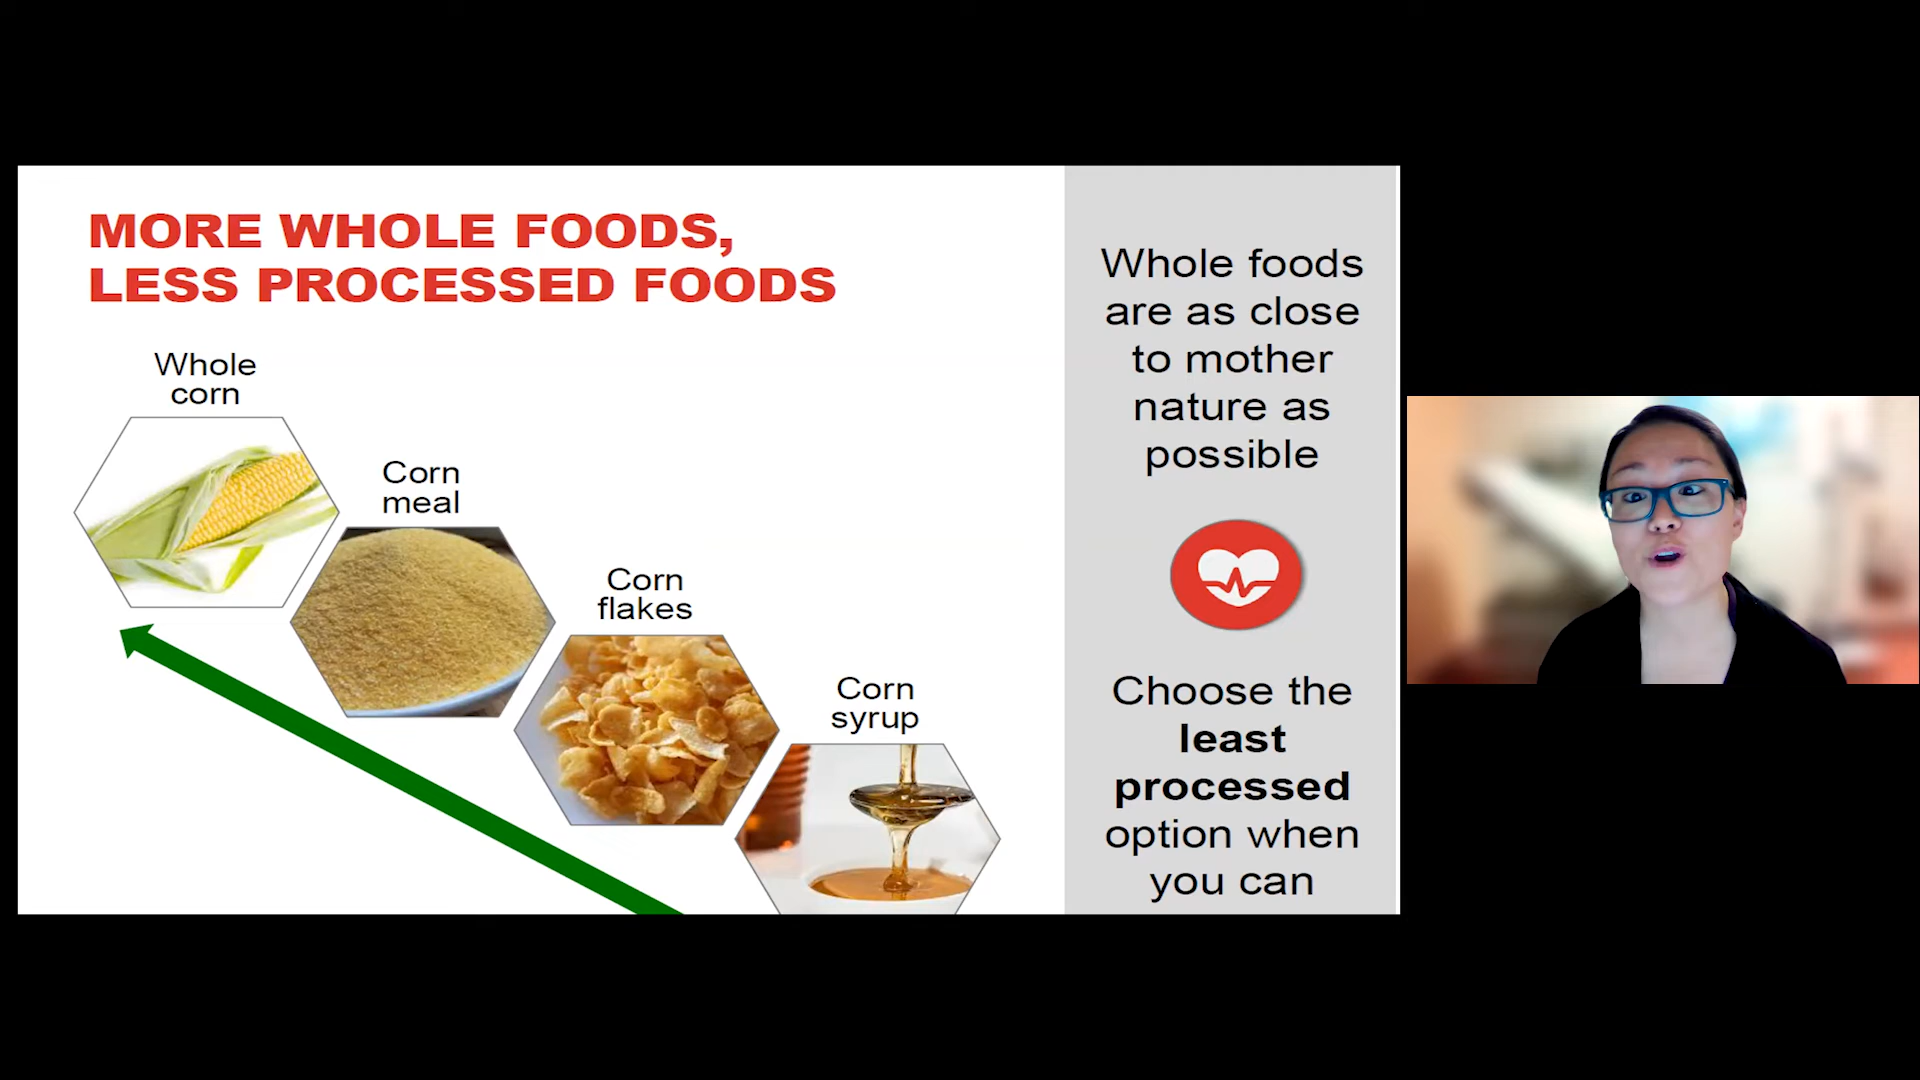 MORE WHOLE FOODS,
LESS PROCESSED FOODS
Whole
corn
Corn
meal
Corn
flakes
Corn
syrup
Whole foods
are as close
to mother
nature as
possible
Choose the
least
processed
option when
you can